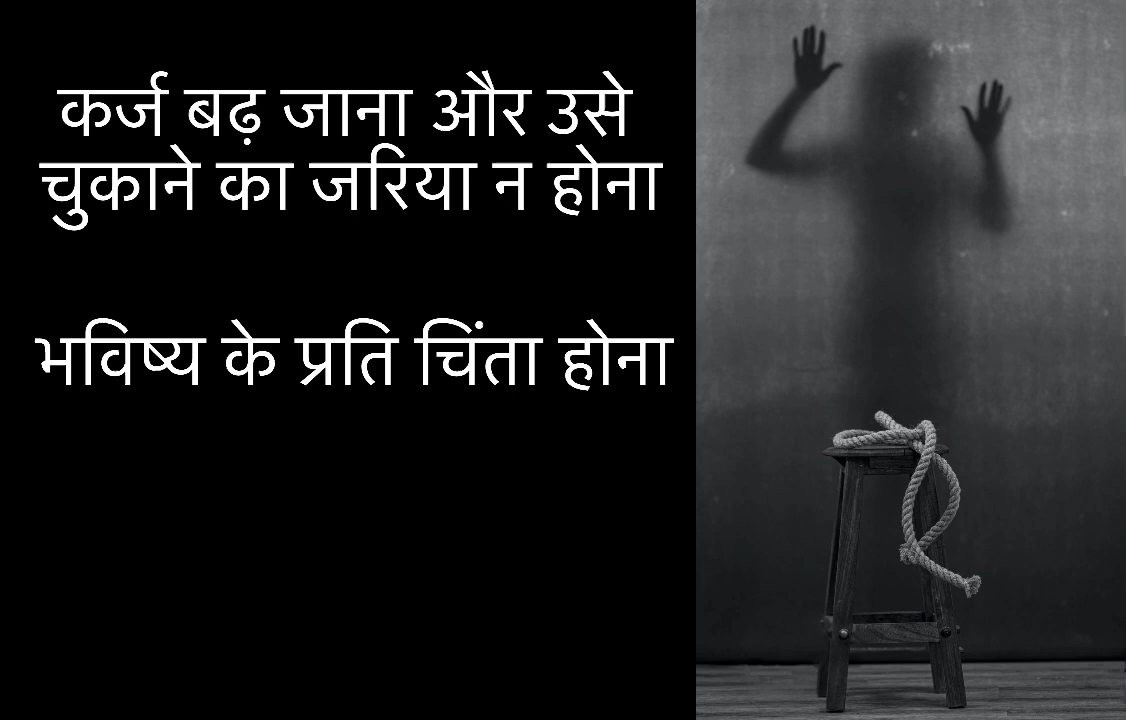 कर्ज बढ़ जाना और उसे
चुकाने का जरिया न होना
भविष्य के प्रति चिंता होना